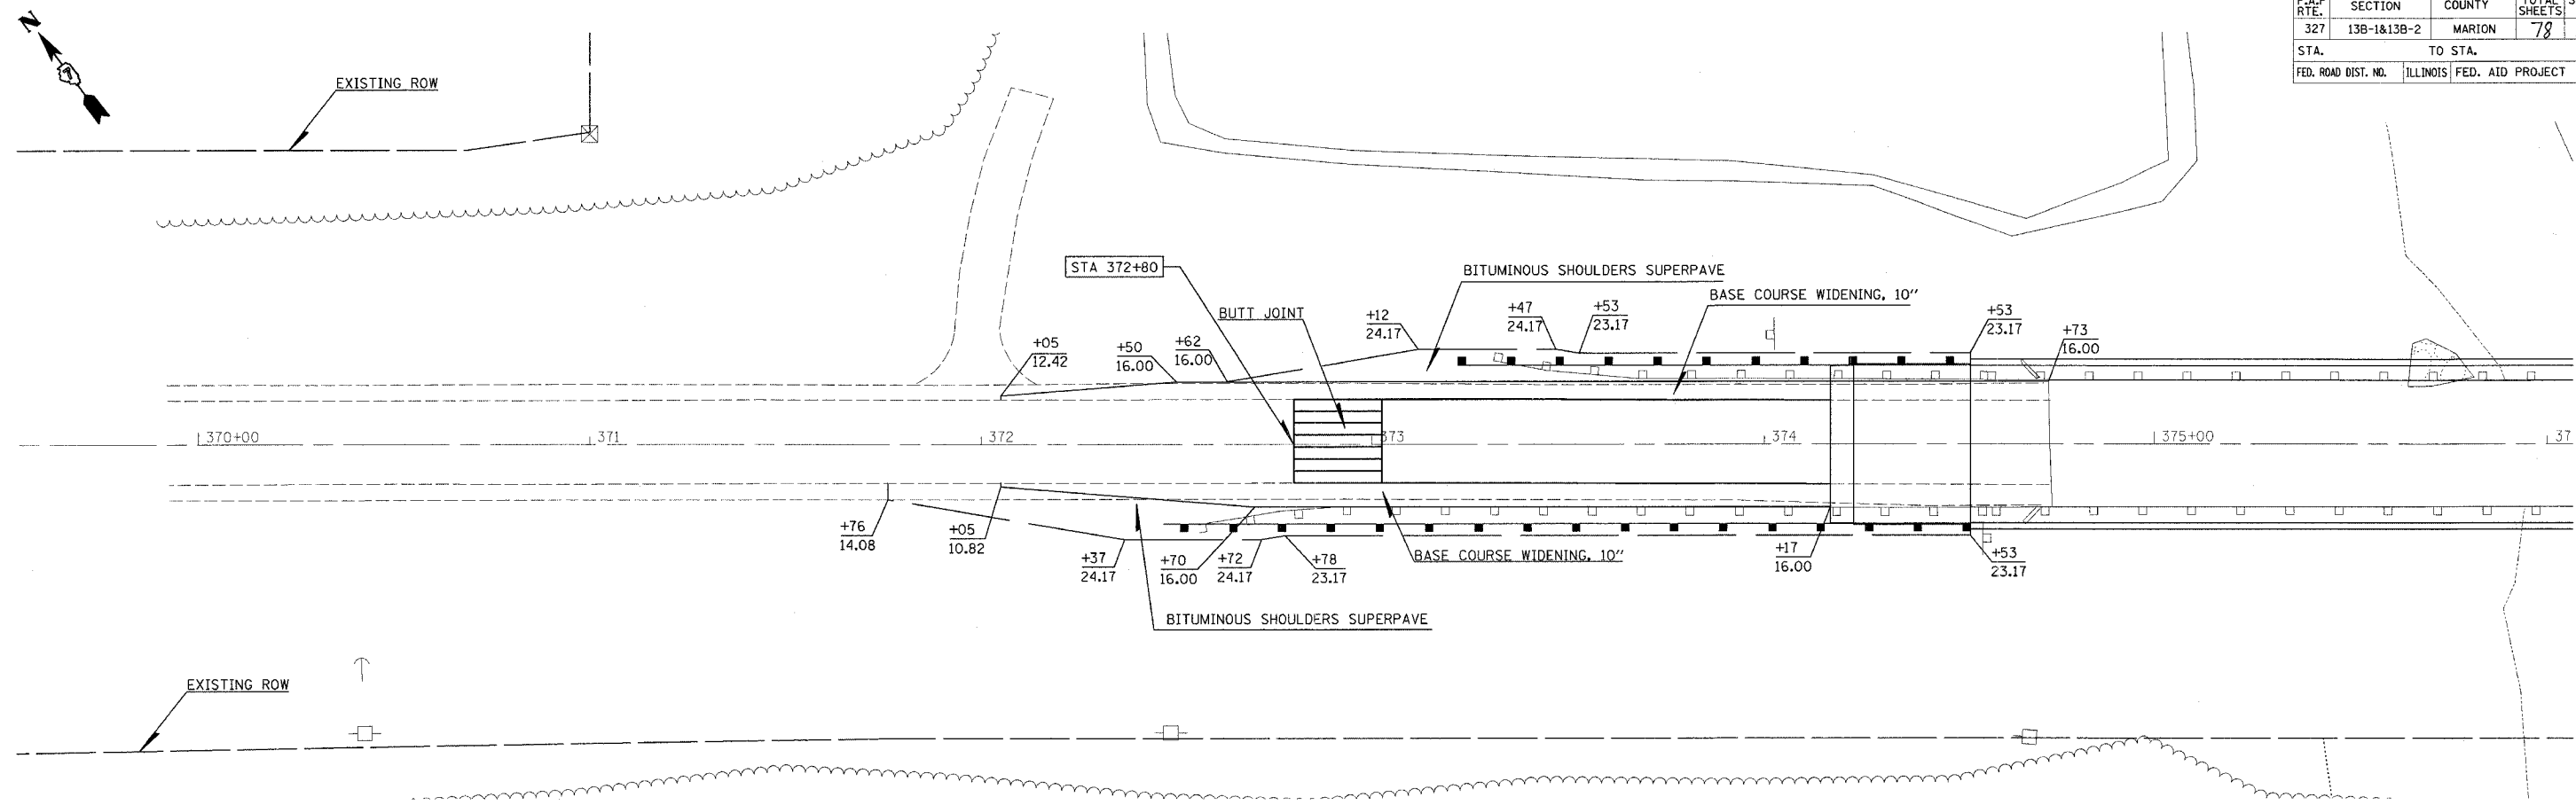 RTE. SECTION COUNTY SHEETS
327 13B-1&13B-2 MARION 78
STA. TO STA.
FED. ROAD DIST. NO. ILLINOIS FED. AID PROJECT
N
EXISTING ROW
STA 372+80
BITUMINOUS SHOULDERS SUPERPAVE
BASE COURSE WIDENING, 10"
BUTT JOINT
+05
12.42
+50
16.00
+62
16.00
+12
24.17
+47
24.17
+53
23.17
+53
23.17
+73
16.00
370+00 371 372 373 374 375+00 37
+76
14.08
+05
10.82
+37
24.17
+70
16.00
+72
24.17
+78
23.17
BASE COURSE WIDENING, 10"
+17
16.00
+53
23.17
BITUMINOUS SHOULDERS SUPERPAVE
EXISTING ROW